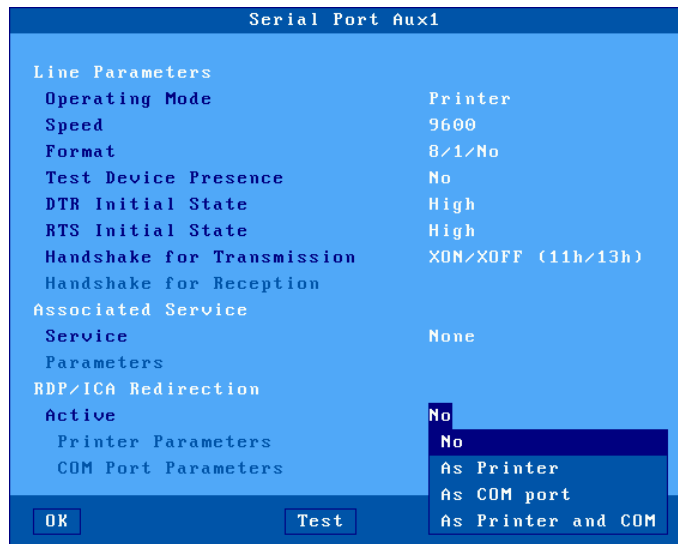 Serial Port Aux1
Line Parameters
Operating Mode Printer
Speed 9600
Format 8/1/No
Test Device Presence No
DTR Initial State High
RTS Initial State High
Handshake for Transmission XON/XOFF (11h/13h)
Handshake for Reception
Associated Service
Service None
Parameters
RDP/ICA Redirection
Active No
Printer Parameters No
COM Port Parameters As Printer
As COM port
OK Test As Printer and COM